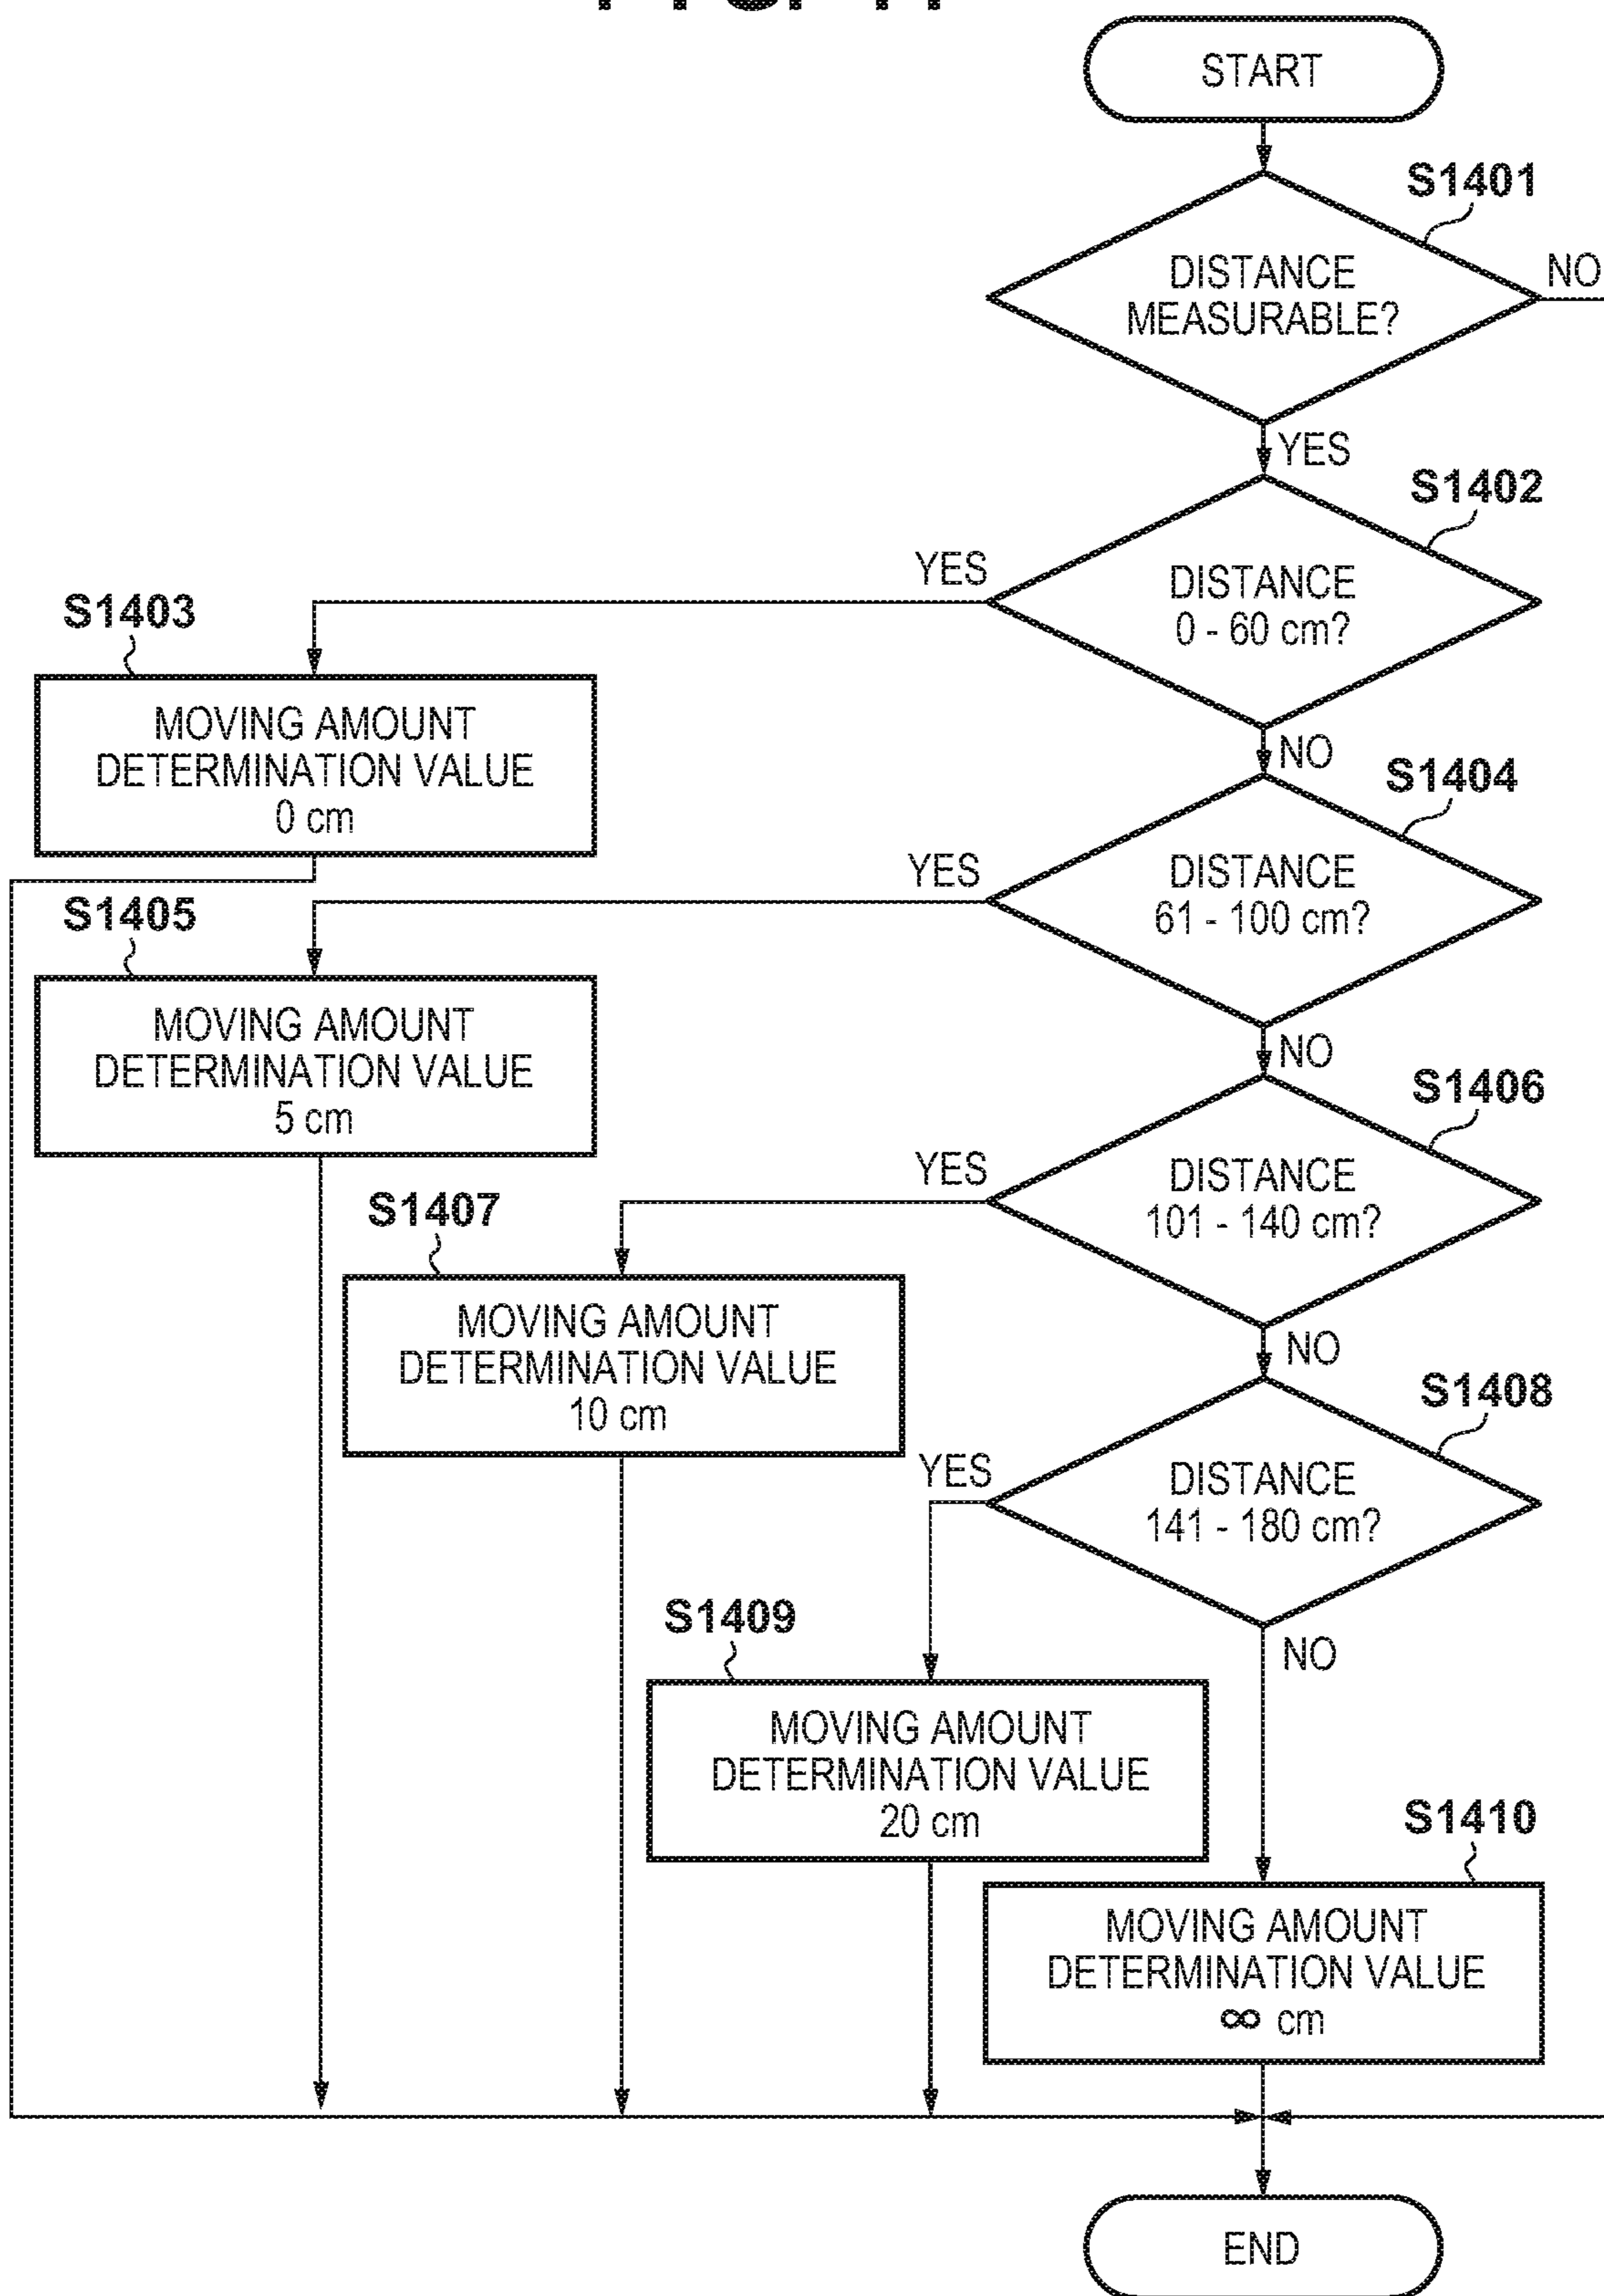 START
S1401
DISTANCE
MEASURABLE?
NO
YES
S1402
DISTANCE
0 - 60 cm?
YES
S1403
MOVING AMOUNT
DETERMINATION VALUE
0 cm
NO
S1404
DISTANCE
61 - 100 cm?
YES
S1405
MOVING AMOUNT
DETERMINATION VALUE
5 cm
NO
S1406
DISTANCE
101 - 140 cm?
YES
S1407
MOVING AMOUNT
DETERMINATION VALUE
10 cm
NO
S1408
DISTANCE
141 - 180 cm?
YES
S1409
MOVING AMOUNT
DETERMINATION VALUE
20 cm
NO
S1410
MOVING AMOUNT
DETERMINATION VALUE
∞ cm
END